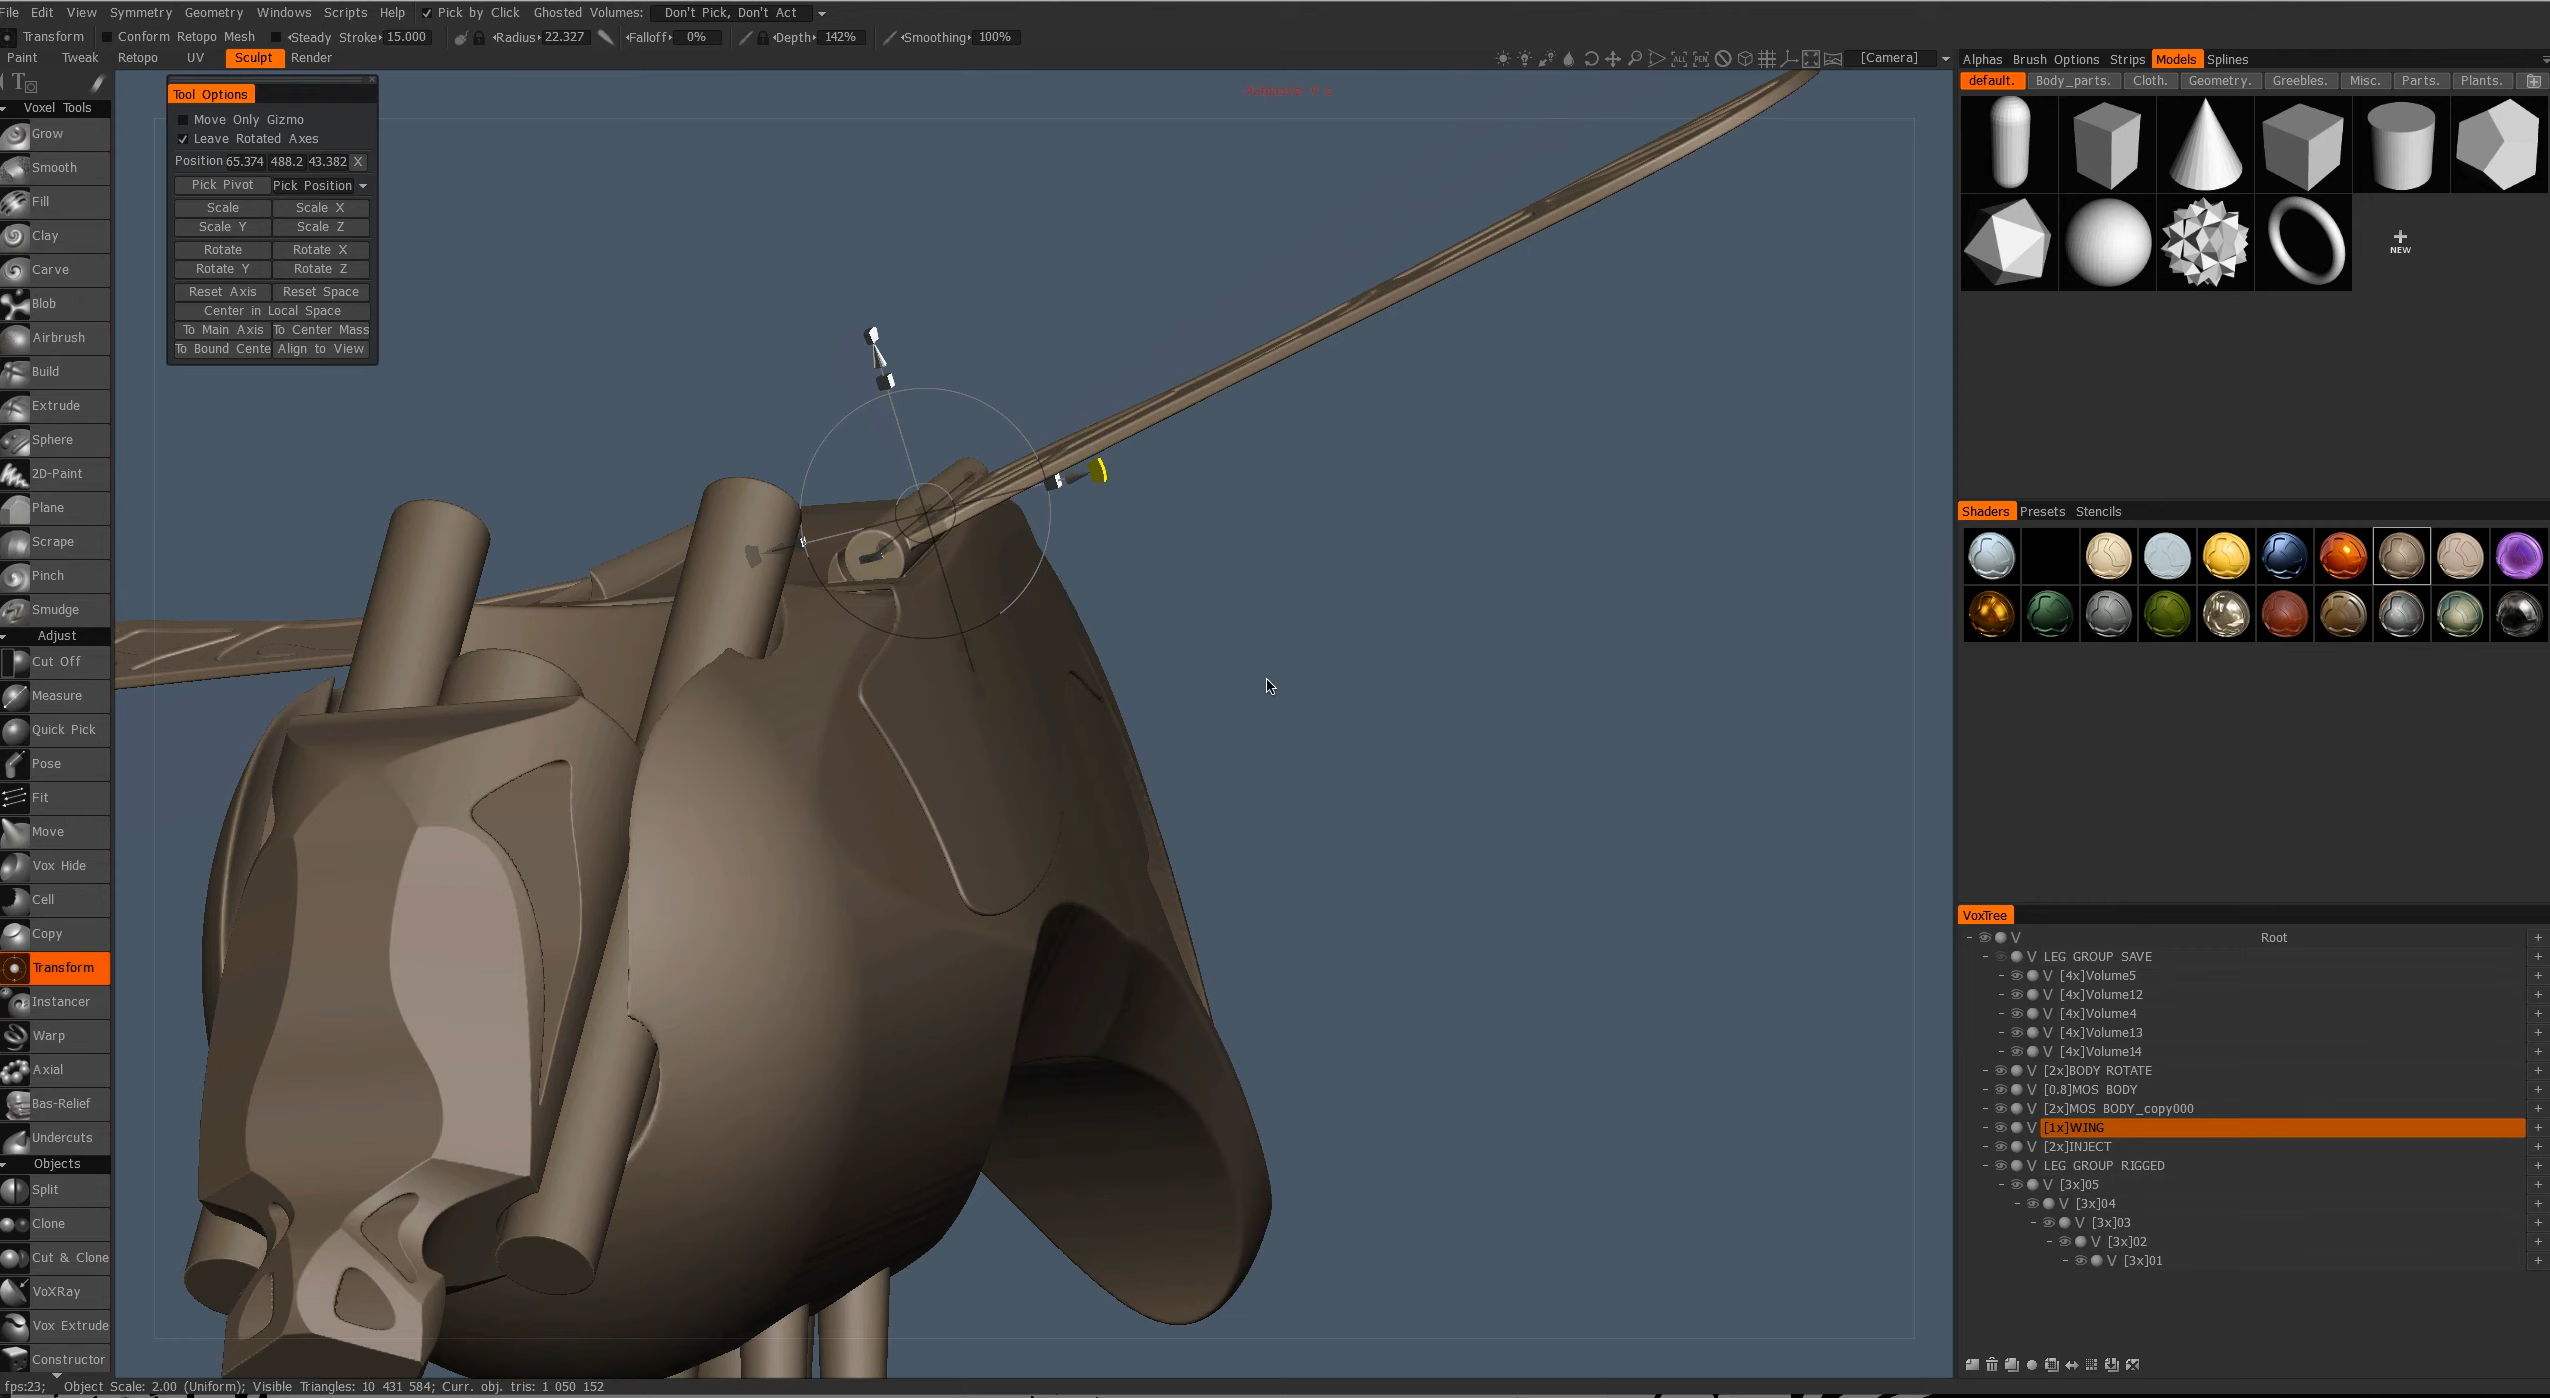 File Edit View Symmetry Geometry Windows Scripts Help Pick by Click Ghosted Volumes: Don't Pick, Don't Act
Transform Conform Retopo Mesh Steady Stroke 15.000 Radius 22.327 Falloff 0% Depth 142% Smoothing 100%
Paint Tweak Retopo UV Sculpt Render [Camera]
Voxel Tools
Grow
Smooth
Fill
Clay
Carve
Blob
Airbrush
Build
Extrude
Sphere
2D-Paint
Plane
Scrape
Pinch
Smudge
Adjust
Cut Off
Measure
Quick Pick
Pose
Fit
Move
Vox Hide
Cell
Copy
Transform
Instancer
Warp
Axial
Bas-Relief
Undercuts
Objects
Split
Clone
Cut & Clone
VoXRay
Vox Extrude
Constructor
Tool Options
Move Only Gizmo
Leave Rotated Axes
Position 65.374 488.2 43.382 X
Pick Pivot Pick Position
Scale Scale X
Scale Y Scale Z
Rotate Rotate X
Rotate Y Rotate Z
Reset Axis Reset Space
Center in Local Space
To Main Axis To Center Mass
To Bound Cente Align to View
Alphas Brush Options Strips Models Splines
default. Body_parts. Cloth. Geometry. Greebles. Misc. Parts. Plants.
NEW
Shaders Presets Stencils
VoxTree
V Root
V LEG GROUP SAVE
V [4x]Volume5
V [4x]Volume12
V [4x]Volume4
V [4x]Volume13
V [4x]Volume14
V [2x]BODY ROTATE
V [0.8]MOS BODY
V [2x]MOS BODY_copy000
V [1x]WING
V [2x]INJECT
V LEG GROUP RIGGED
V [3x]05
V [3x]04
V [3x]03
V [3x]02
V [3x]01
fps:23; Object Scale: 2.00 (Uniform); Visible Triangles: 10 431 584; Curr. obj. tris: 1 050 152